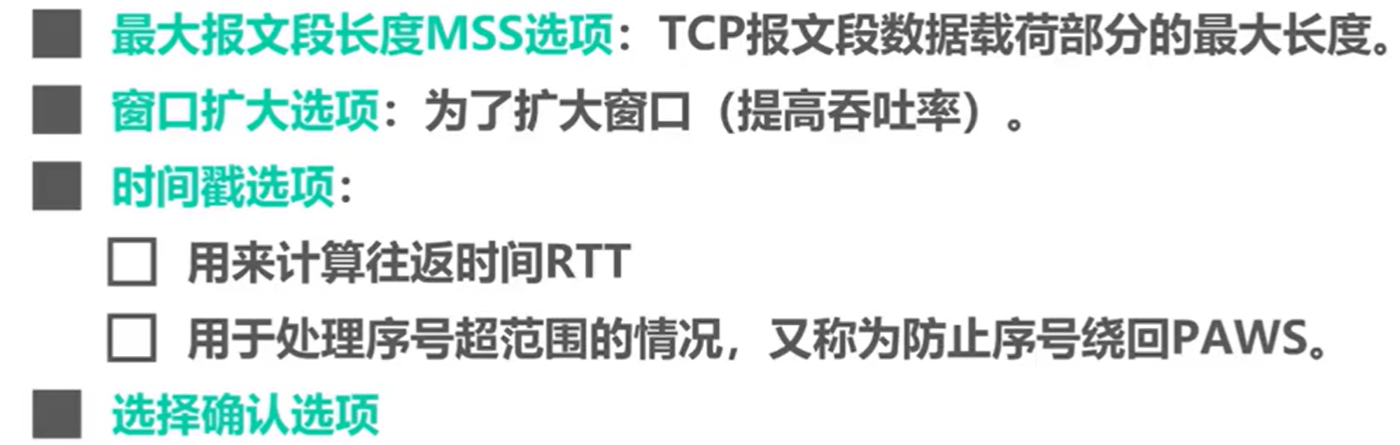 最大报文段长度MSS选项：TCP报文段数据载荷部分的最大长度。
窗口扩大选项：为了扩大窗口（提高吞吐率）。
时间戳选项：
用来计算往返时间RTT
用于处理序号超范围的情况，又称为防止序号绕回PAWS。
选择确认选项